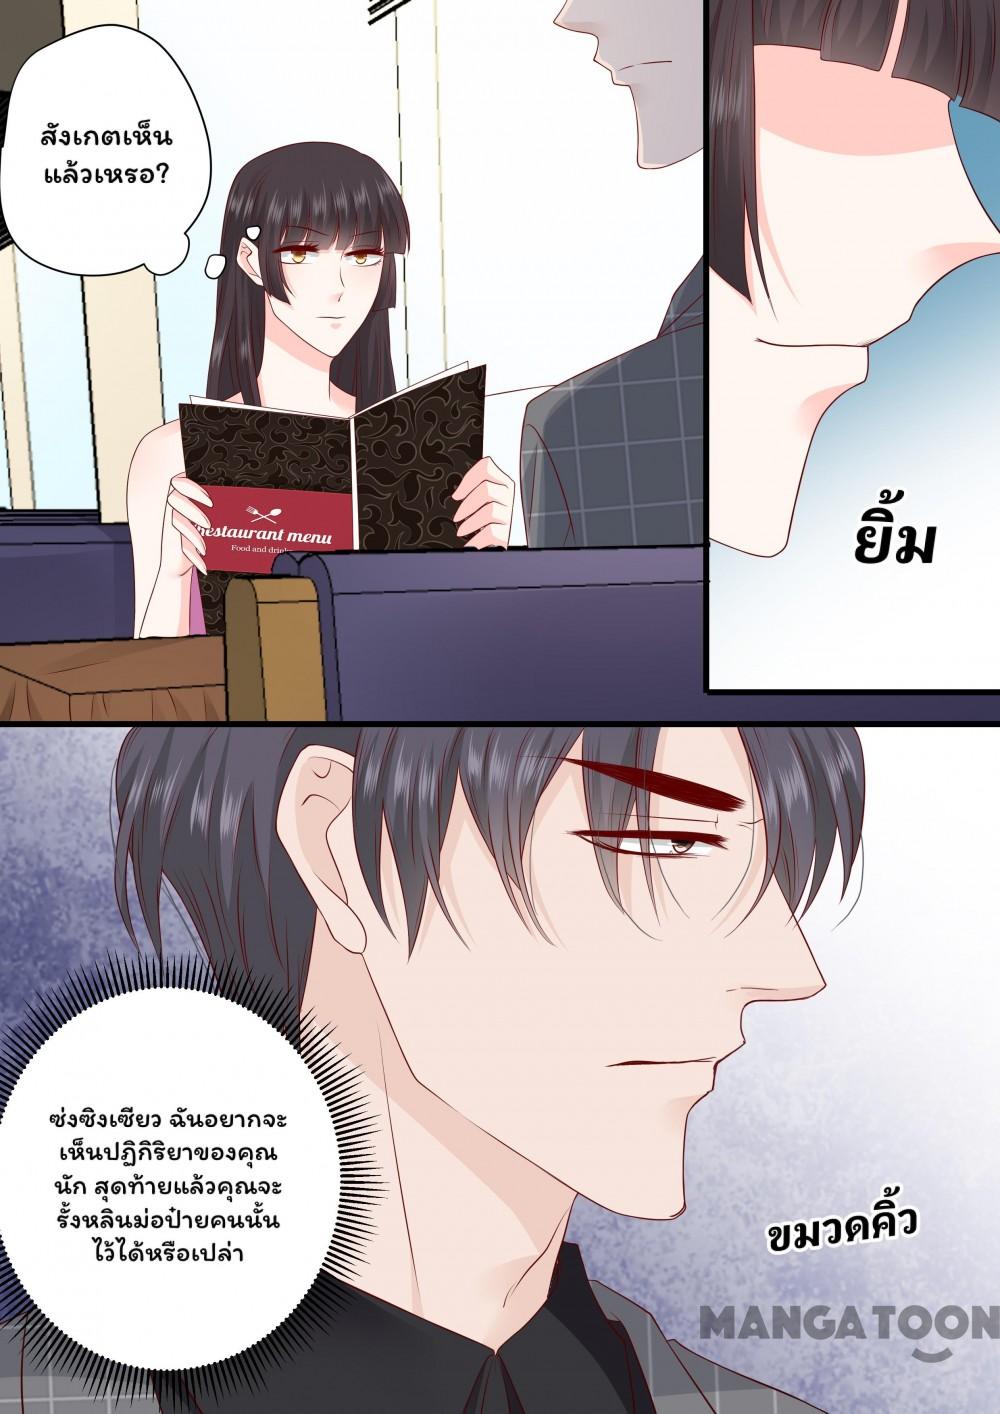 สังเกตเห็น
แล้วเหรอ?
restaurant menu
Food and drinks
ยิ้ม
ซ่งซิงเซียว ฉันอยากจะ
เห็นปฏิกิริยาของคุณ
นัก สุดท้ายแล้วคุณจะ
รั้งหลินม่อป๋ายคนนั้น
ไว้ได้หรือเปล่า
ขมวดคิ้ว
MANGATOON